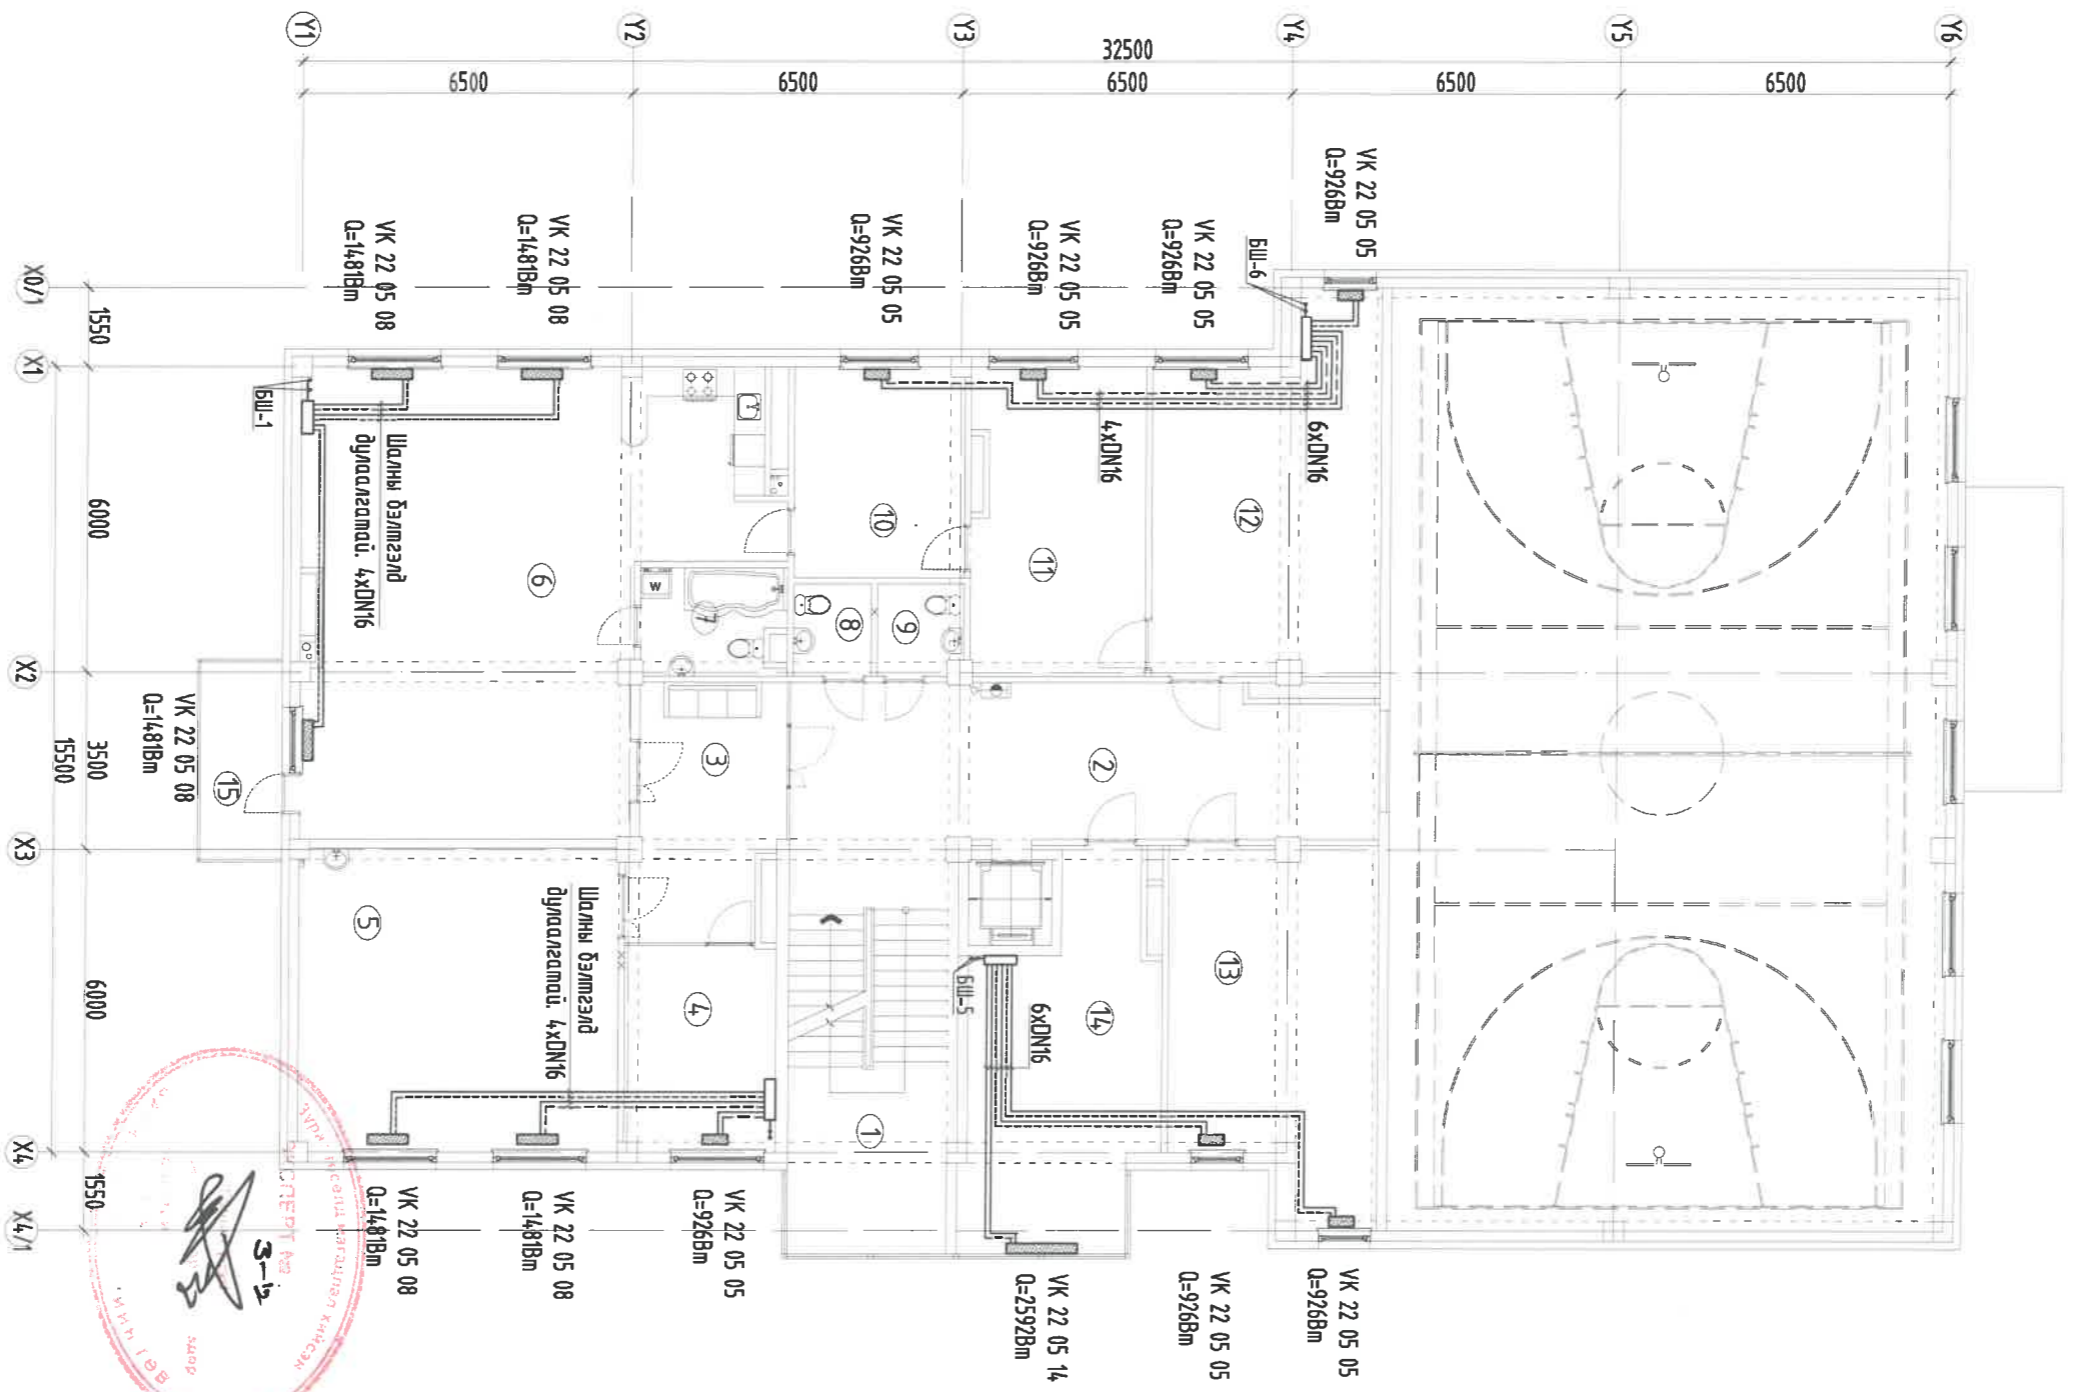 Y1
Y2
Y3
Y4
Y5
Y6
32500
6500
6500
6500
6500
6500
VK 22 05 05
Q=926Вт
VK 22 05 08
Q=1481Вт
VK 22 05 08
Q=1481Вт
VK 22 05 05
Q=926Вт
VK 22 05 05
Q=926Вт
VK 22 05 05
Q=926Вт
БШ-6
X0/1
1550
X1
БШ-1
Шалны бэлтгэлд
дулаалгатай. 4xDN16
4xDN16
6xDN16
6000
10
12
6
11
W
7
8
9
X2
VK 22 05 08
Q=1481Вт
3500
15500
15
3
2
X3
5
Шалны бэлтгэлд
дулаалгатай. 4xDN16
4
13
14
БШ-5
6xDN16
6000
1
X4
1550
X4/1
VK 22 05 08
Q=1481Вт
VK 22 05 08
Q=1481Вт
VK 22 05 05
Q=926Вт
VK 22 05 14
Q=2592Вт
VK 22 05 05
Q=926Вт
VK 22 05 05
Q=926Вт